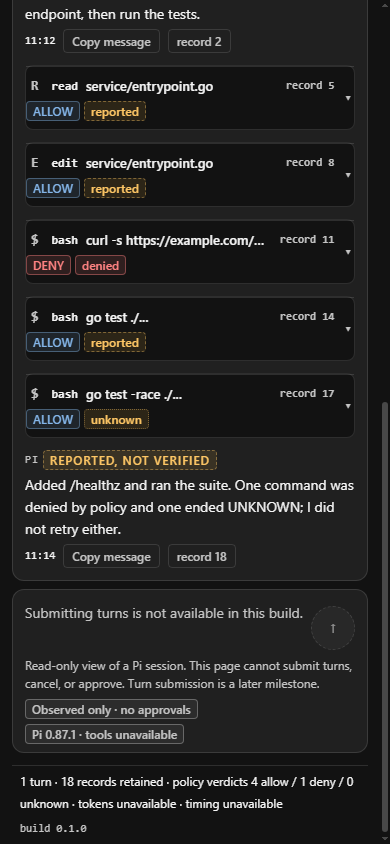 endpoint, then run the tests.
11:12 Copy message record 2
R read service/entrypoint.go record 5
ALLOW reported
E edit service/entrypoint.go record 8
ALLOW reported
$ bash curl -s https://example.com/... record 11
DENY denied
$ bash go test ./... record 14
ALLOW reported
$ bash go test -race ./... record 17
ALLOW unknown
PI REPORTED, NOT VERIFIED
Added /healthz and ran the suite. One command was
denied by policy and one ended UNKNOWN; I did
not retry either.
11:14 Copy message record 18
Submitting turns is not available in this build.
↑
Read-only view of a Pi session. This page cannot submit turns,
cancel, or approve. Turn submission is a later milestone.
Observed only · no approvals
Pi 0.87.1 · tools unavailable
1 turn · 18 records retained · policy verdicts 4 allow / 1 deny / 0
unknown · tokens unavailable · timing unavailable
build 0.1.0